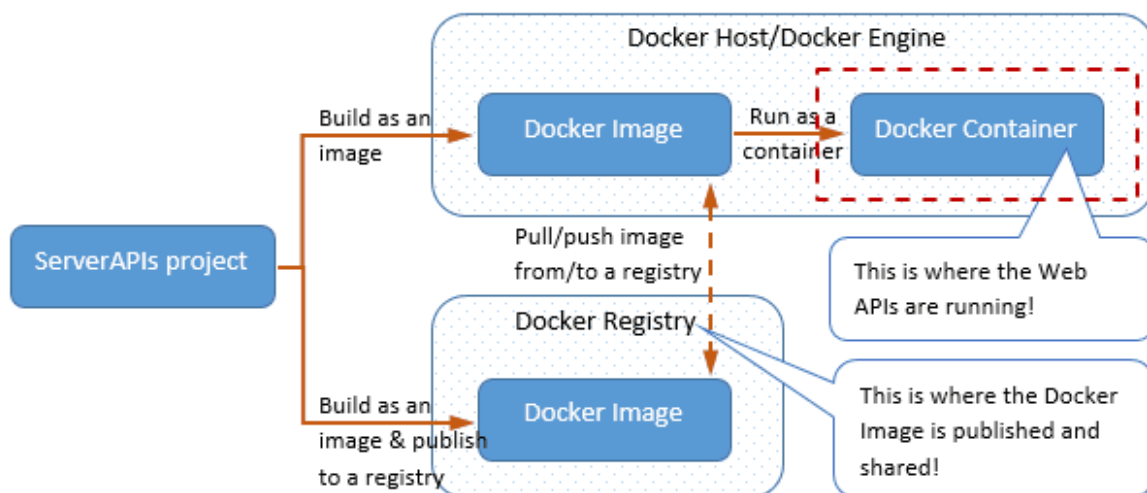 Docker Host/Docker Engine
Build as an
image
Docker Image
Run as a
container
Docker Container
ServerAPIs project
Pull/push image
from/to a registry
This is where the Web
APIs are running!
Docker Registry
Build as an
image & publish
to a registry
Docker Image
This is where the Docker
Image is published and
shared!